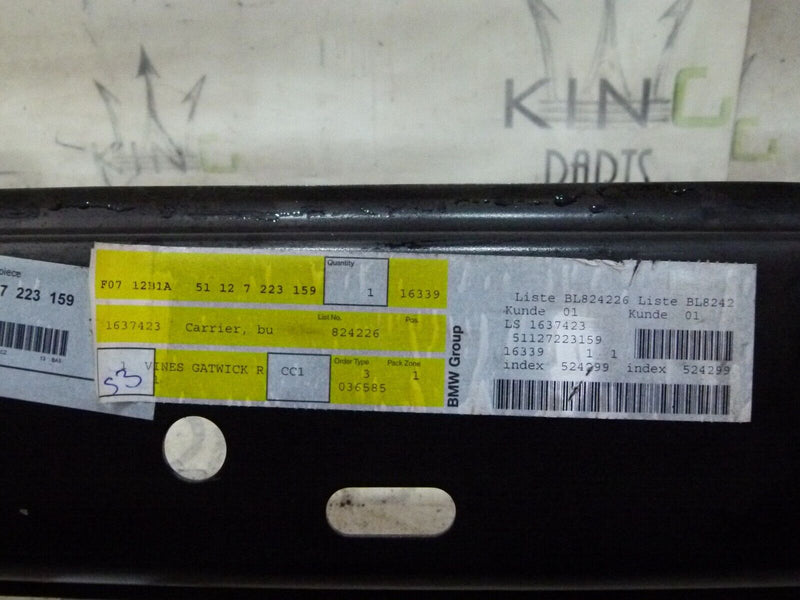 KING
PARTS
KING
piece
7 223 159
F07 12B1A 51 12 7 223 159
Quantity
1
16339
1637423 Carrier, bu
List No.
824226
Pos.
53
VINES GATWICK R
1
CC1
Order Type
3
Pack Zone
1
036585
BMW Group
Liste BL824226 Liste BL8242
Kunde 01 Kunde 01
LS 1637423
51127223159
16339 1 1
index 524299 index 524299